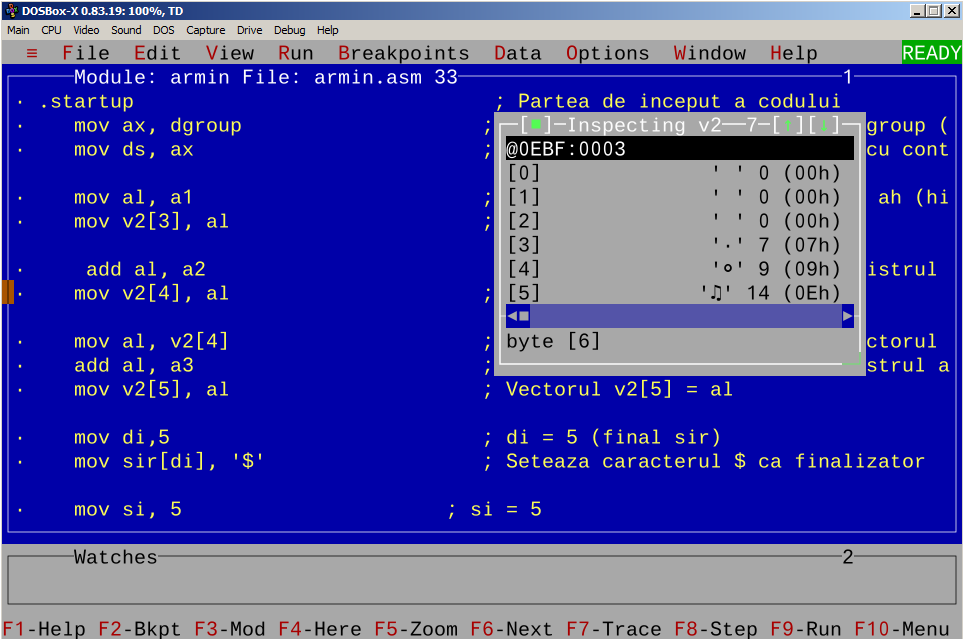 DOSBox-X 0.83.19: 100%, TD
Main CPU Video Sound DOS Capture Drive Debug Help
≡ File Edit View Run Breakpoints Data Options Window Help READY
Module: armin File: armin.asm 33 1
.startup ; Partea de inceput a codului
mov ax, dgroup ; group (
mov ds, ax ; cu cont
mov al, a1 ; ah (hi
mov v2[3], al ;
add al, a2 istrul
mov v2[4], al ;
mov al, v2[4] ; ctorul
add al, a3 ; strul a
mov v2[5], al ; Vectorul v2[5] = al
mov di,5 ; di = 5 (final sir)
mov sir[di], '$' ; Seteaza caracterul $ ca finalizator
mov si, 5 ; si = 5
[■]Inspecting v2 7[↑][↓]
@0EBF:0003
[0] ' ' 0 (00h)
[1] ' ' 0 (00h)
[2] ' ' 0 (00h)
[3] '·' 7 (07h)
[4] '∘' 9 (09h)
[5] '♫' 14 (0Eh)
byte [6]
Watches 2
F1-Help F2-Bkpt F3-Mod F4-Here F5-Zoom F6-Next F7-Trace F8-Step F9-Run F10-Menu